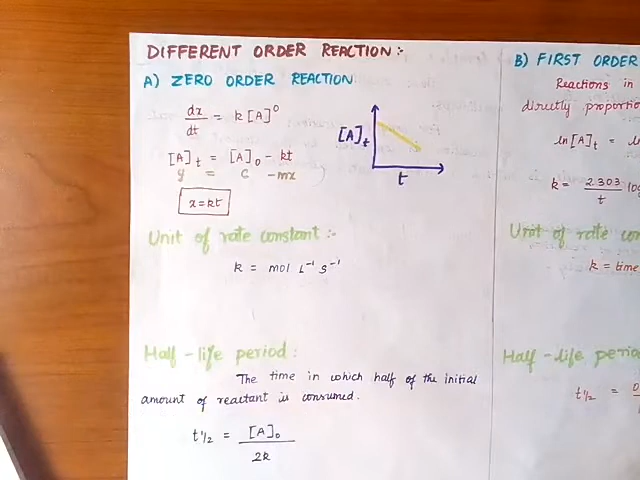 DIFFERENT ORDER REACTION :-
A) ZERO ORDER REACTION
dx/dt = k [A]⁰
[A]t = [A]₀ - kt
y = c - mx
x = kt
[A]t
t
Unit of rate constant :-
k = mol L⁻¹ s⁻¹
Half-life period :
The time in which half of the initial
amount of reactant is consumed.
t½ = [A]₀ / 2k
B) FIRST ORDER
Reactions in
directly
ln[A]t =
k = 2.303 / t log
Unit of rate
k = time
Half-life
t½ =